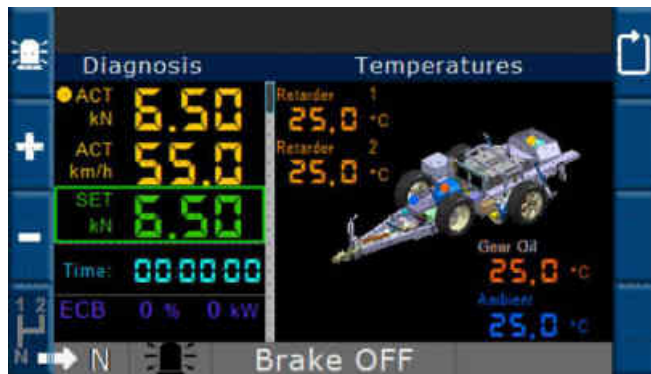 Diagnosis
Temperatures
ACT
kN
6.50
ACT
km/h
55.0
SET
kN
6.50
Time:
000000
ECB 0 % 0 kW
Retarder 1
25,0 °C
Retarder 2
25,0 °C
Gear Oil
25,0 °C
Ambient
25,0 °C
+
-
1 2
N
N
Brake OFF